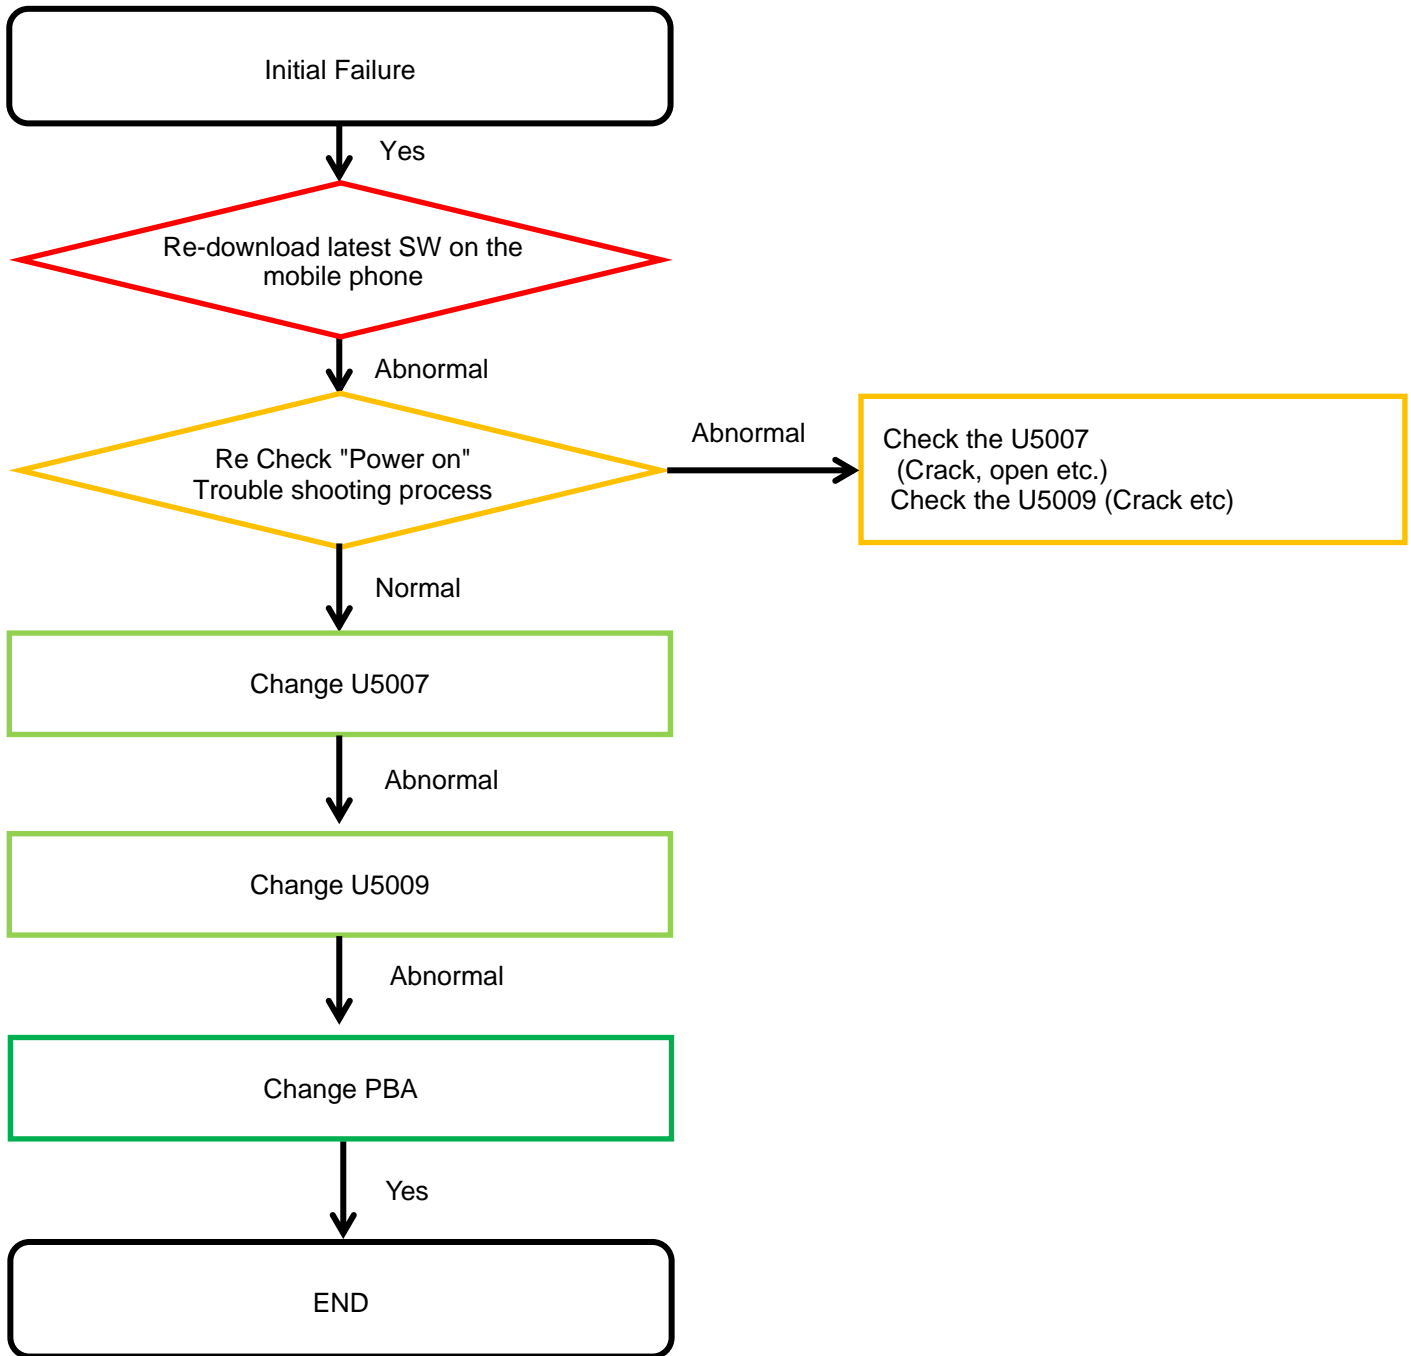 Initial Failure
Yes
Re-download latest SW on the
mobile phone
Abnormal
Re Check "Power on"
Trouble shooting process
Abnormal
Check the U5007
(Crack, open etc.)
Check the U5009 (Crack etc)
Normal
Change U5007
Abnormal
Change U5009
Abnormal
Change PBA
Yes
END